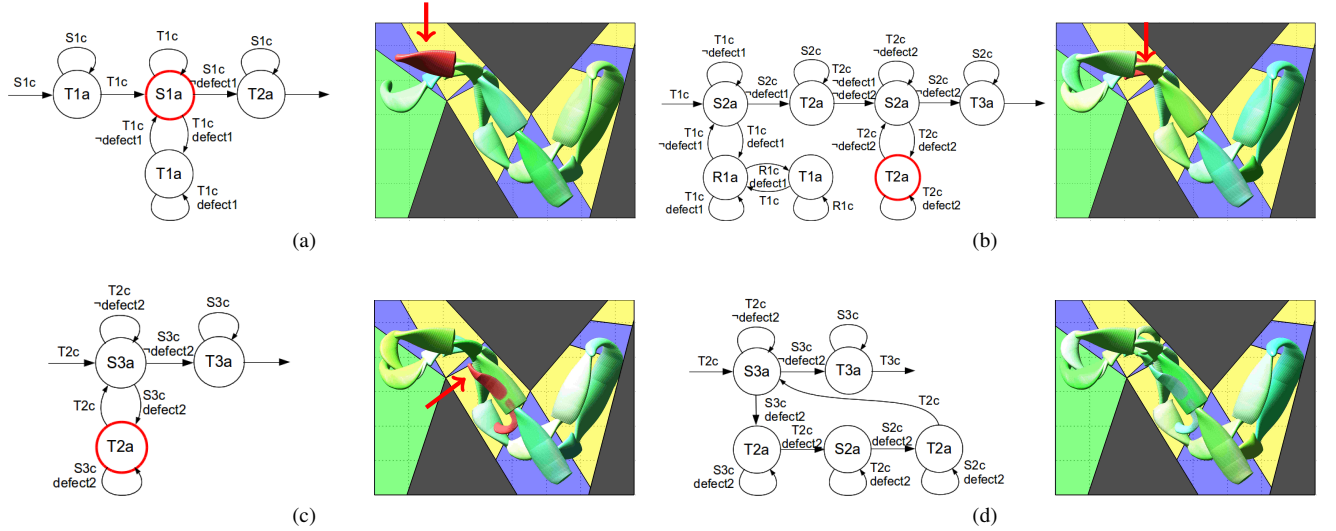 S1c
T1c
S1c
S1c
T1c
S1c
¬defect1
T1a
S1a
T2a
T1c
¬defect1
T1c
defect1
T1a
T1c
defect1
(a)
T1c
¬defect1
S2c
T2c
¬defect2
S2c
T1c
S2c
¬defect1
T2c
¬defect1
¬defect2
S2c
¬defect2
S2a
T2a
S2a
T3a
T1c
¬defect1
T1c
defect1
T2c
¬defect2
T2c
defect2
R1a
R1c
defect1
T1a
T2a
T1c
T1c
defect1
R1c
T2c
defect2
(b)
T2c
¬defect2
S3c
T2c
S3c
¬defect2
S3a
T3a
T2c
S3c
defect2
T2a
S3c
defect2
(c)
T2c
¬defect2
S3c
T2c
S3c
¬defect2
T3c
S3a
T3a
S3c
defect2
T2c
T2a
T2c
defect2
S2a
S2c
defect2
T2a
S3c
defect2
T2c
defect2
S2c
defect2
(d)